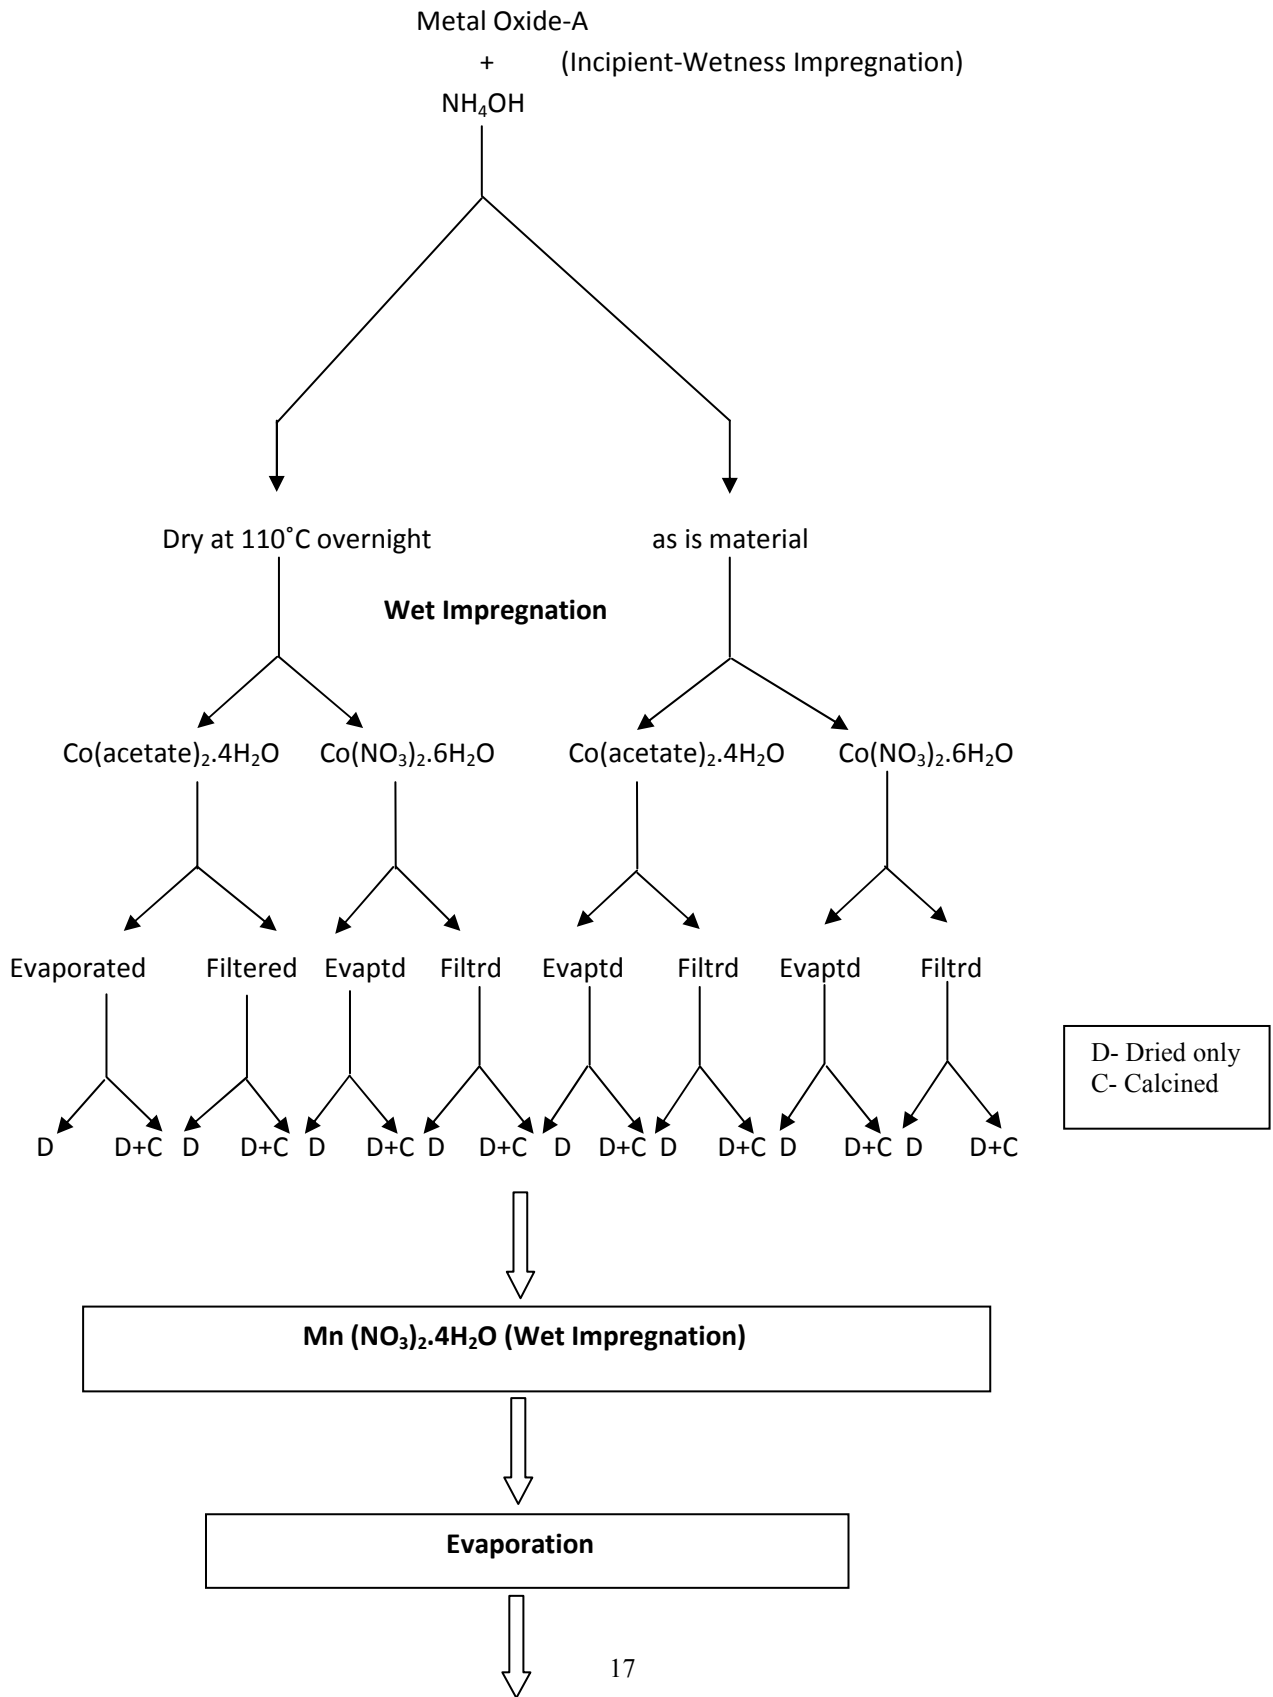 Metal Oxide-A
+ (Incipient-Wetness Impregnation)
NH₄OH
Dry at 110˚C overnight as is material
Wet Impregnation
Co(acetate)₂.4H₂O Co(NO₃)₂.6H₂O Co(acetate)₂.4H₂O Co(NO₃)₂.6H₂O
Evaporated Filtered Evaptd Filtrd Evaptd Filtrd Evaptd Filtrd
D- Dried only
C- Calcined
D D+C D D+C D D+C D D+C D D+C D D+C D D+C D D+C
Mn (NO₃)₂.4H₂O (Wet Impregnation)
Evaporation
17